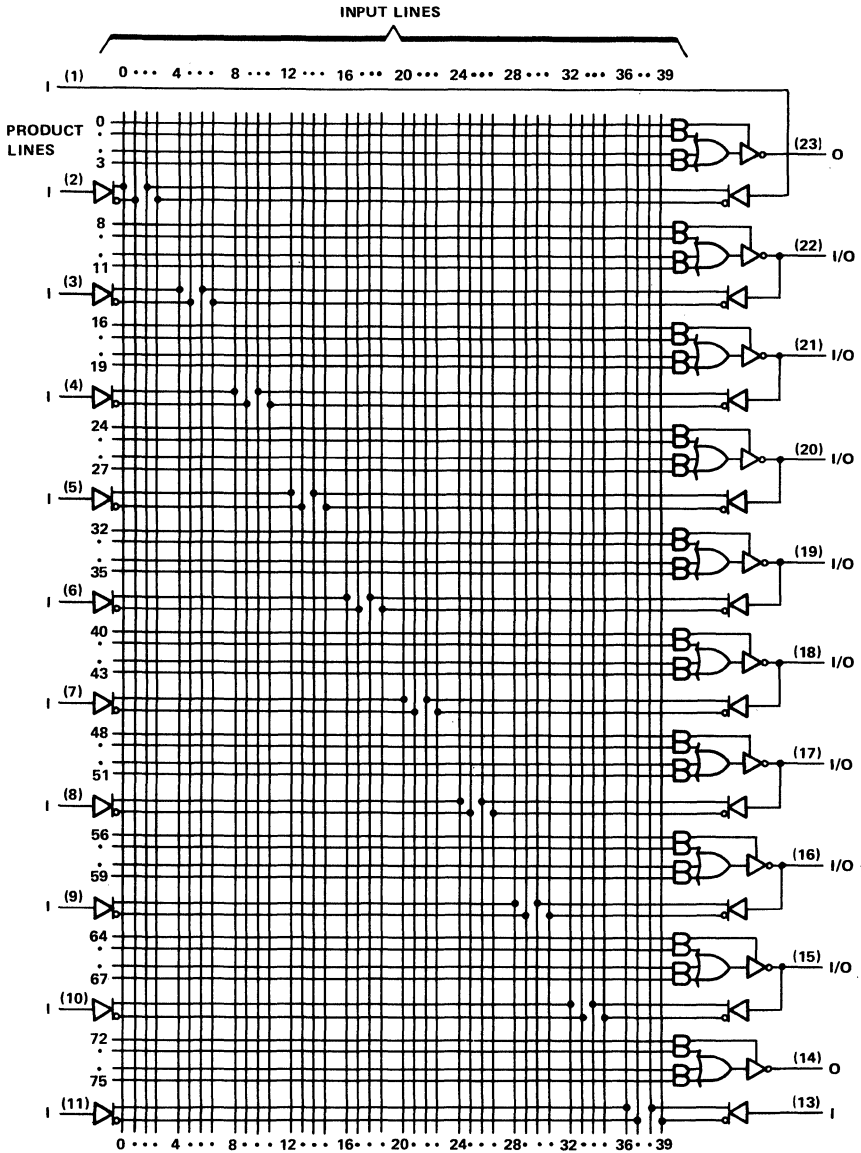 INPUT LINES
0 ••• 4 ••• 8 ••• 12 ••• 16 ••• 20 ••• 24 ••• 28 ••• 32 ••• 36 •• 39
I (1)
PRODUCT LINES
0
•
•
3
(23) O
I (2)
8
•
•
11
(22) I/O
I (3)
16
•
•
19
(21) I/O
I (4)
24
•
•
27
(20) I/O
I (5)
32
•
•
35
(19) I/O
I (6)
40
•
•
43
(18) I/O
I (7)
48
•
•
51
(17) I/O
I (8)
56
•
•
59
(16) I/O
I (9)
64
•
•
67
(15) I/O
I (10)
72
•
•
75
(14) O
I (11)
(13) I
0 ••• 4 ••• 8 ••• 12 ••• 16 ••• 20 ••• 24 ••• 28 ••• 32 ••• 36 •• 39